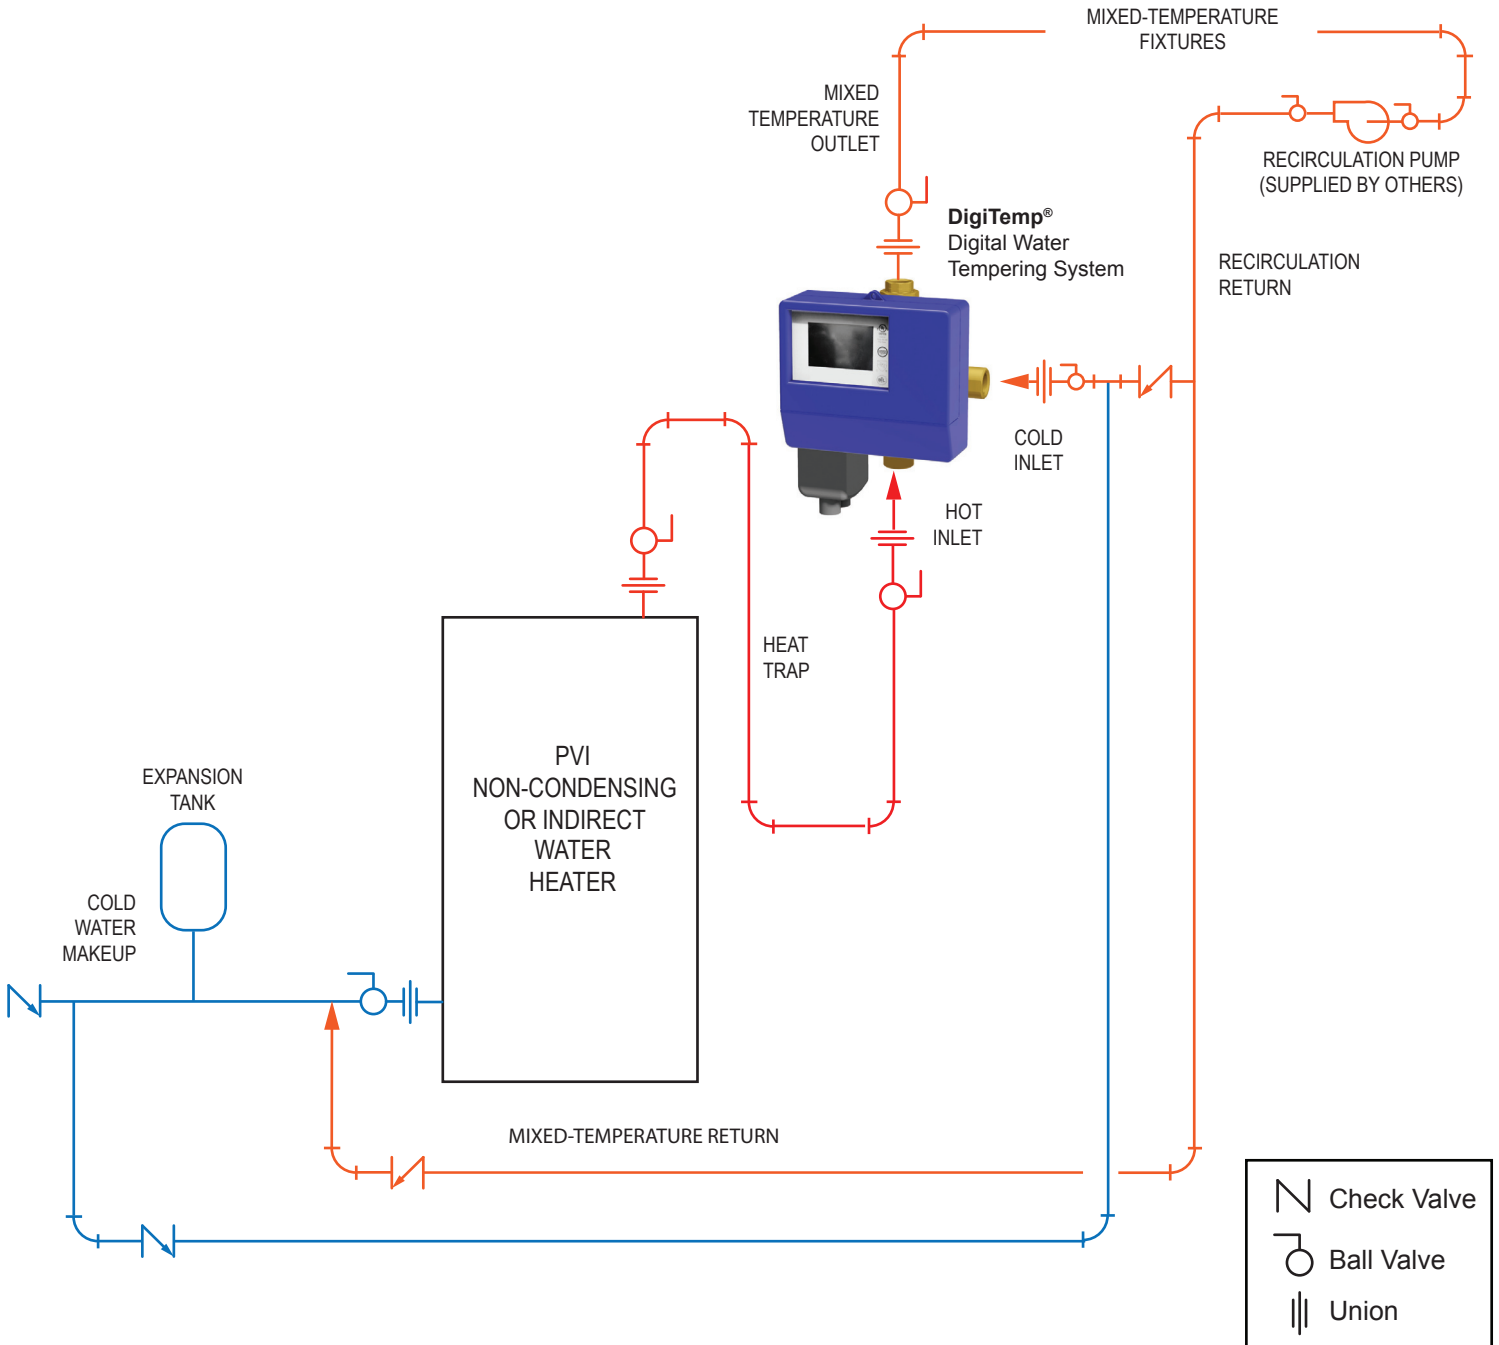 MIXED-TEMPERATURE
FIXTURES
MIXED
TEMPERATURE
OUTLET
RECIRCULATION PUMP
(SUPPLIED BY OTHERS)
DigiTemp®
Digital Water
Tempering System
RECIRCULATION
RETURN
COLD
INLET
HOT
INLET
HEAT
TRAP
PVI
NON-CONDENSING
OR INDIRECT
WATER
HEATER
EXPANSION
TANK
COLD
WATER
MAKEUP
MIXED-TEMPERATURE RETURN
Check Valve
Ball Valve
Union